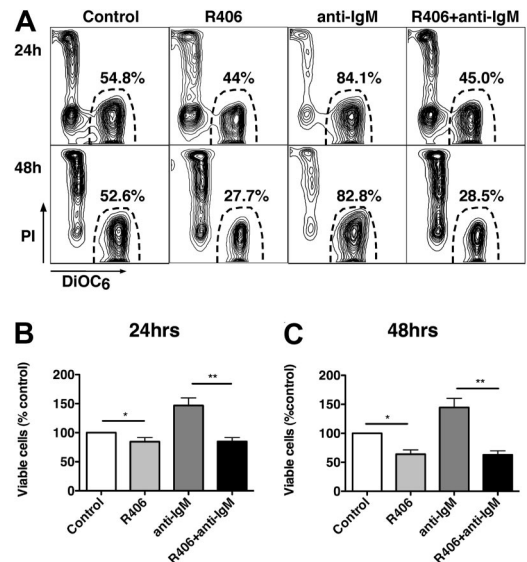 A
Control R406 anti-IgM R406+anti-IgM
24h
54.8% 44% 84.1% 45.0%
48h
52.6% 27.7% 82.8% 28.5%
PI
DiOC6
B 24hrs
Viable cells (% control)
200
150
100
50
0
* **
Control R406 anti-IgM R406+anti-IgM
C 48hrs
Viable cells (%control)
200
150
100
50
0
* **
Control R406 anti-IgM R406+anti-IgM